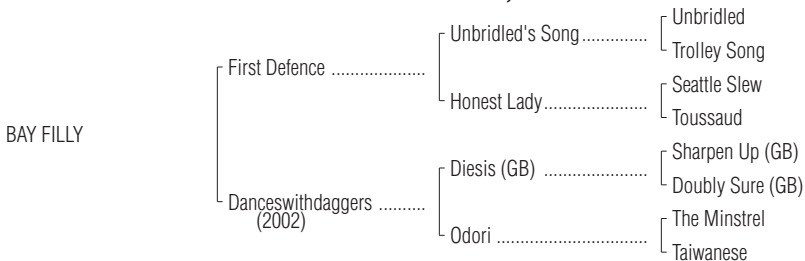 Unbridled
Unbridled's Song..............
Trolley Song
First Defence .....................
Seattle Slew
Honest Lady.......................
Toussaud
BAY FILLY
Sharpen Up (GB)
Diesis (GB) .......................
Doubly Sure (GB)
Danceswithdaggers ..........
(2002)
The Minstrel
Odori .................................
Taiwanese